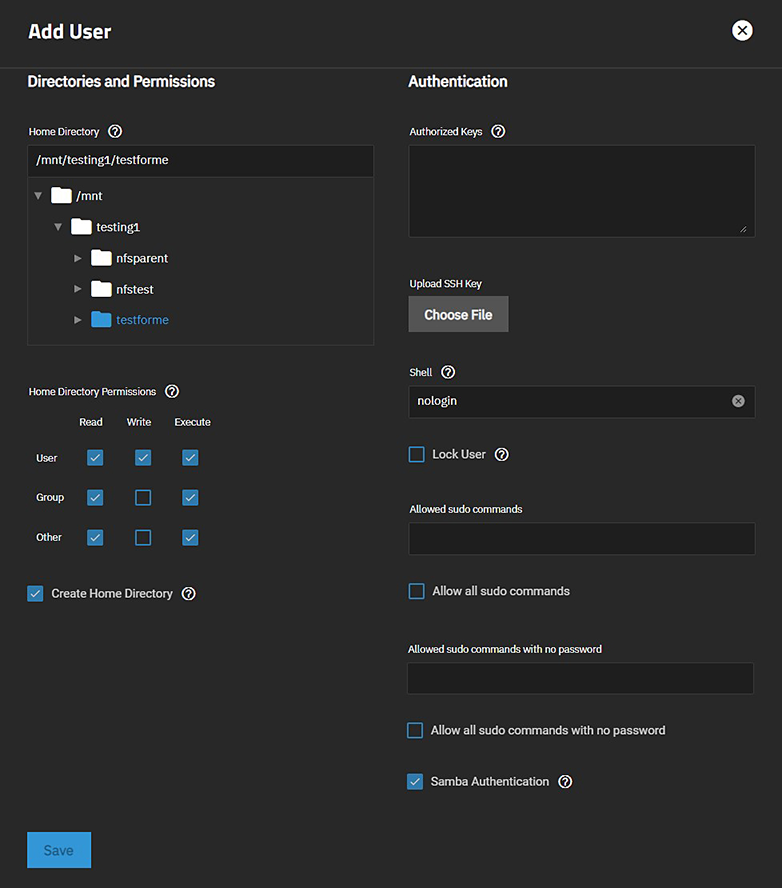 Add User
Directories and Permissions
Home Directory
/mnt/testing1/testforme
/mnt
testing1
nfsparent
nfstest
testforme
Home Directory Permissions
Read Write Execute
User
Group
Other
Create Home Directory
Authentication
Authorized Keys
Upload SSH Key
Choose File
Shell
nologin
Lock User
Allowed sudo commands
Allow all sudo commands
Allowed sudo commands with no password
Allow all sudo commands with no password
Samba Authentication
Save